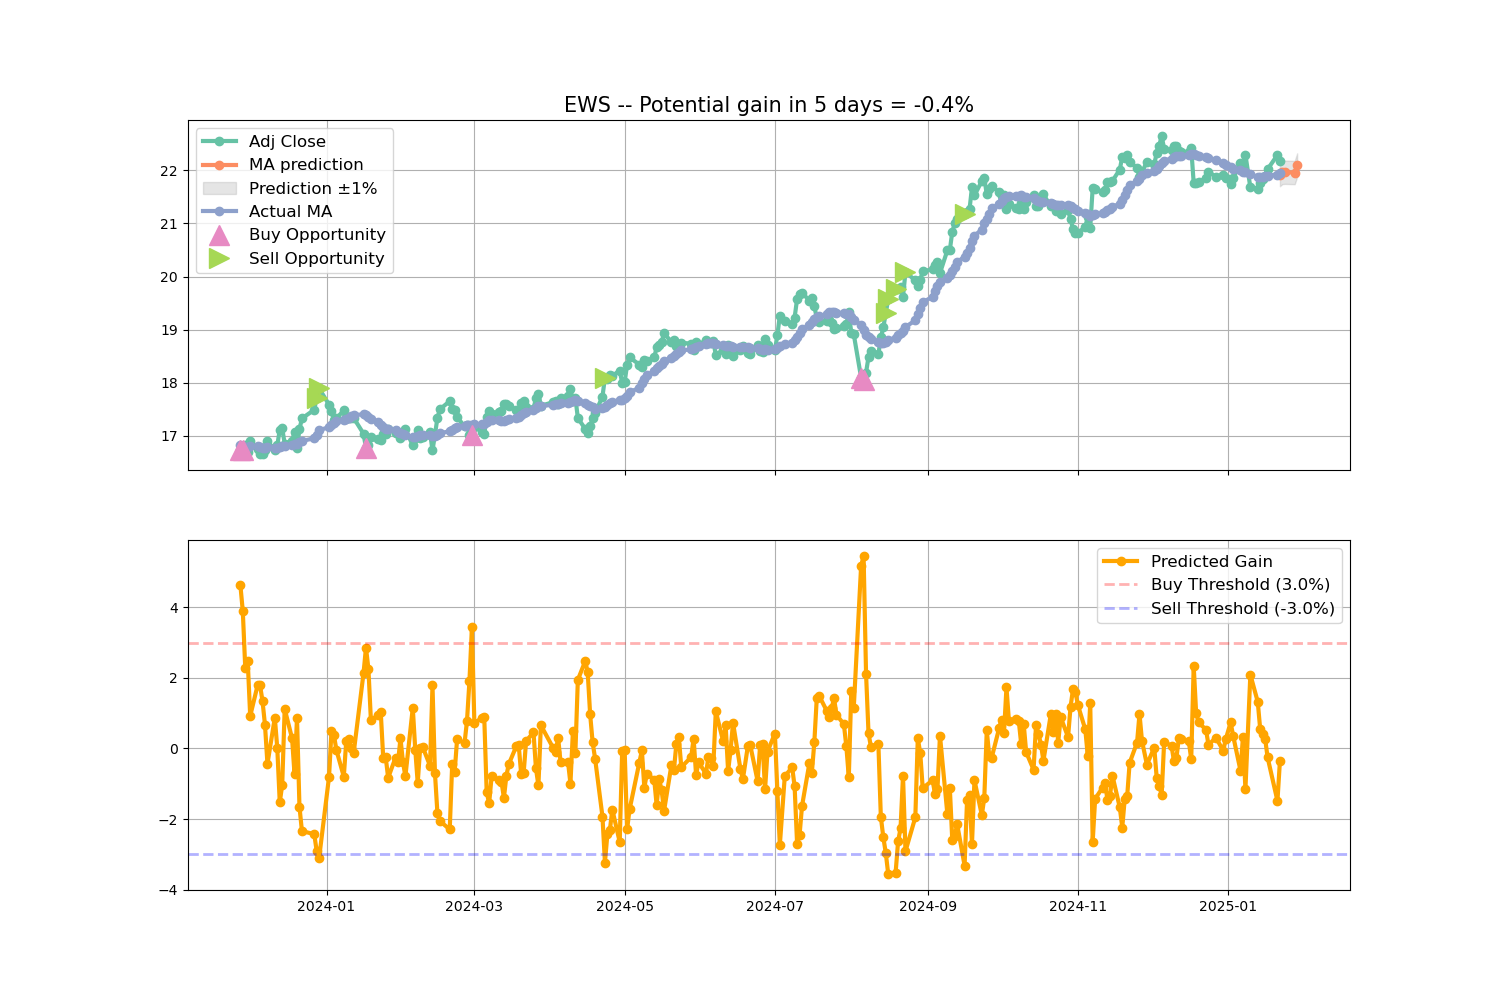 EWS -- Potential gain in 5 days = -0.4%
Adj Close
MA prediction
Prediction ±1%
Actual MA
Buy Opportunity
Sell Opportunity
22
21
20
19
18
17
Predicted Gain
Buy Threshold (3.0%)
Sell Threshold (-3.0%)
4
2
0
−2
−4
2024-01
2024-03
2024-05
2024-07
2024-09
2024-11
2025-01